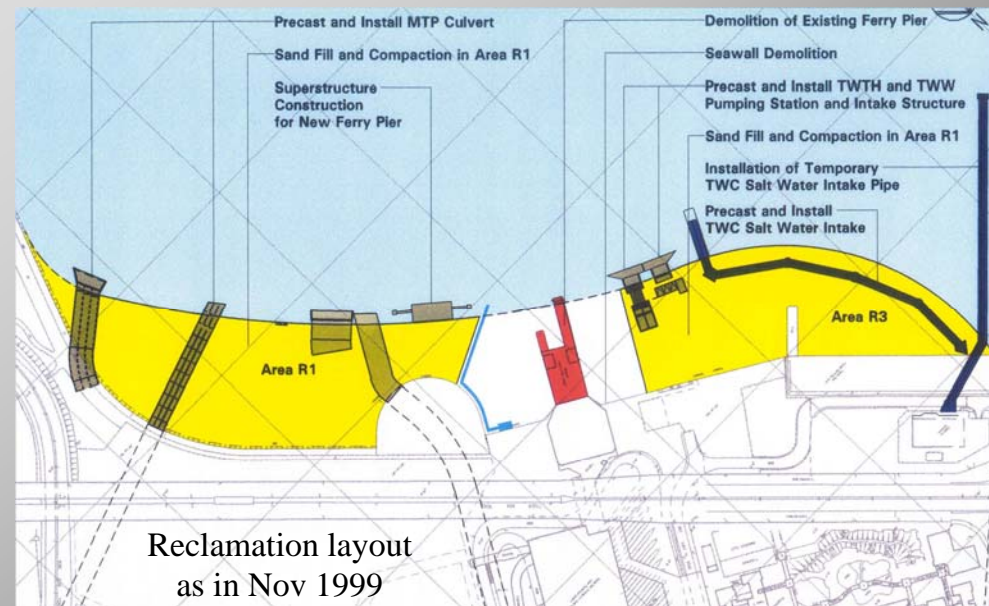 Precast and Install MTP Culvert
Sand Fill and Compaction in Area R1
Superstructure
Construction
for New Ferry Pier
Demolition of Existing Ferry Pier
Seawall Demolition
Precast and Install TWTH and TWW
Pumping Station and Intake Structure
Sand Fill and Compaction in Area R1
Installation of Temporary
TWC Salt Water Intake Pipe
Precast and Install
TWC Salt Water Intake
N
Area R1
Area R3
Reclamation layout
as in Nov 1999